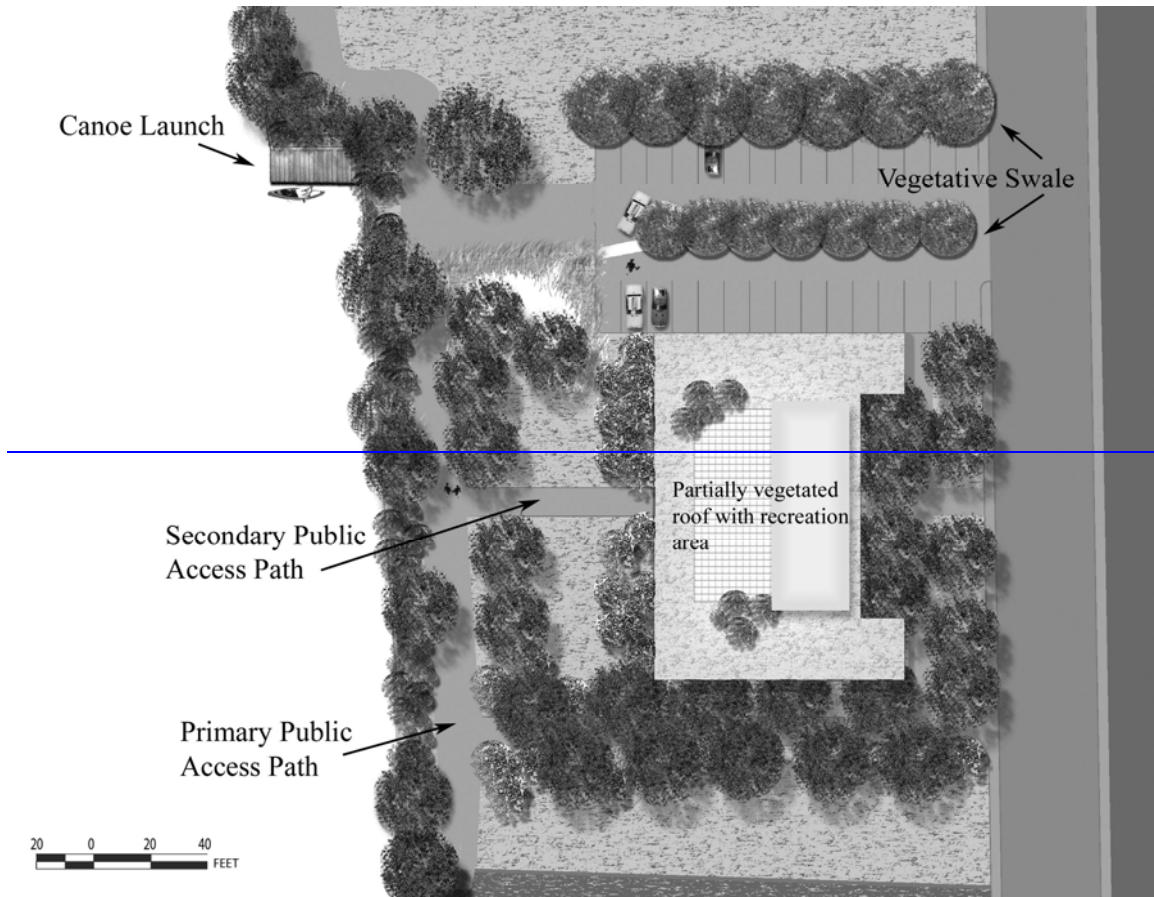 Canoe Launch
Vegetative Swale
Partially vegetated
roof with recreation
area
Secondary Public
Access Path
Primary Public
Access Path
20 0 20 40
FEET